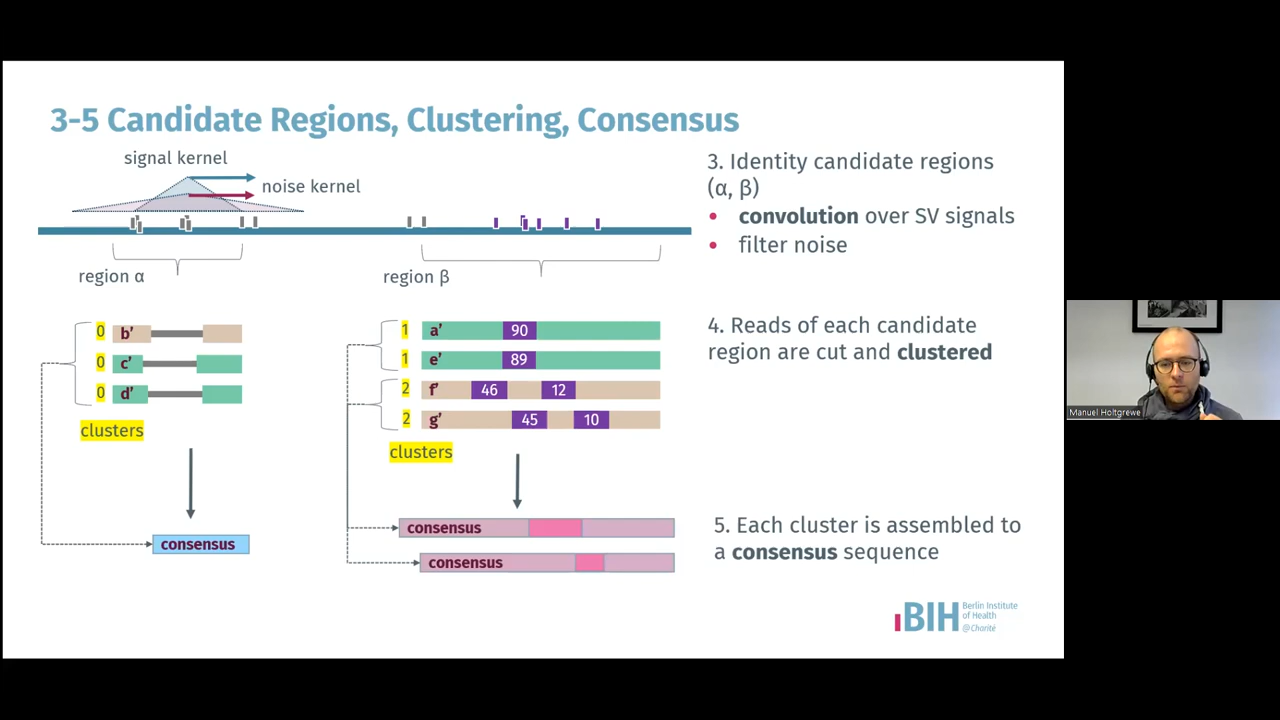 3-5 Candidate Regions, Clustering, Consensus
signal kernel
noise kernel
region α
region β
0 b’
0 c’
0 d’
clusters
consensus
1 a’ 90
1 e’ 89
2 f’ 46 12
2 g’ 45 10
clusters
consensus
consensus
3. Identity candidate regions
(α, β)
• convolution over SV signals
• filter noise
4. Reads of each candidate
region are cut and clustered
5. Each cluster is assembled to
a consensus sequence
BIH Berlin Institute
of Health
@Charité
Manuel Holtgrewe